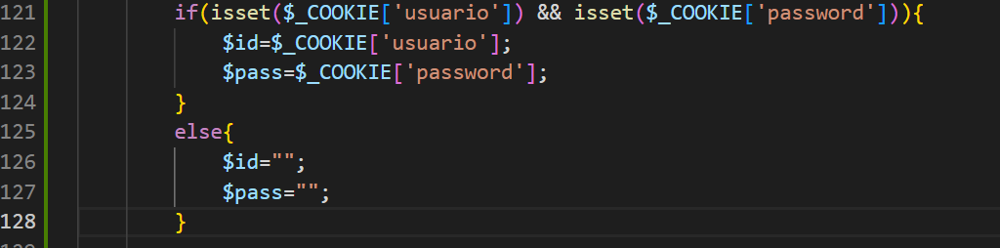 121 if(isset($_COOKIE['usuario']) && isset($_COOKIE['password'])){
122 $id=$_COOKIE['usuario'];
123 $pass=$_COOKIE['password'];
124 }
125 else{
126 $id="";
127 $pass="";
128 }